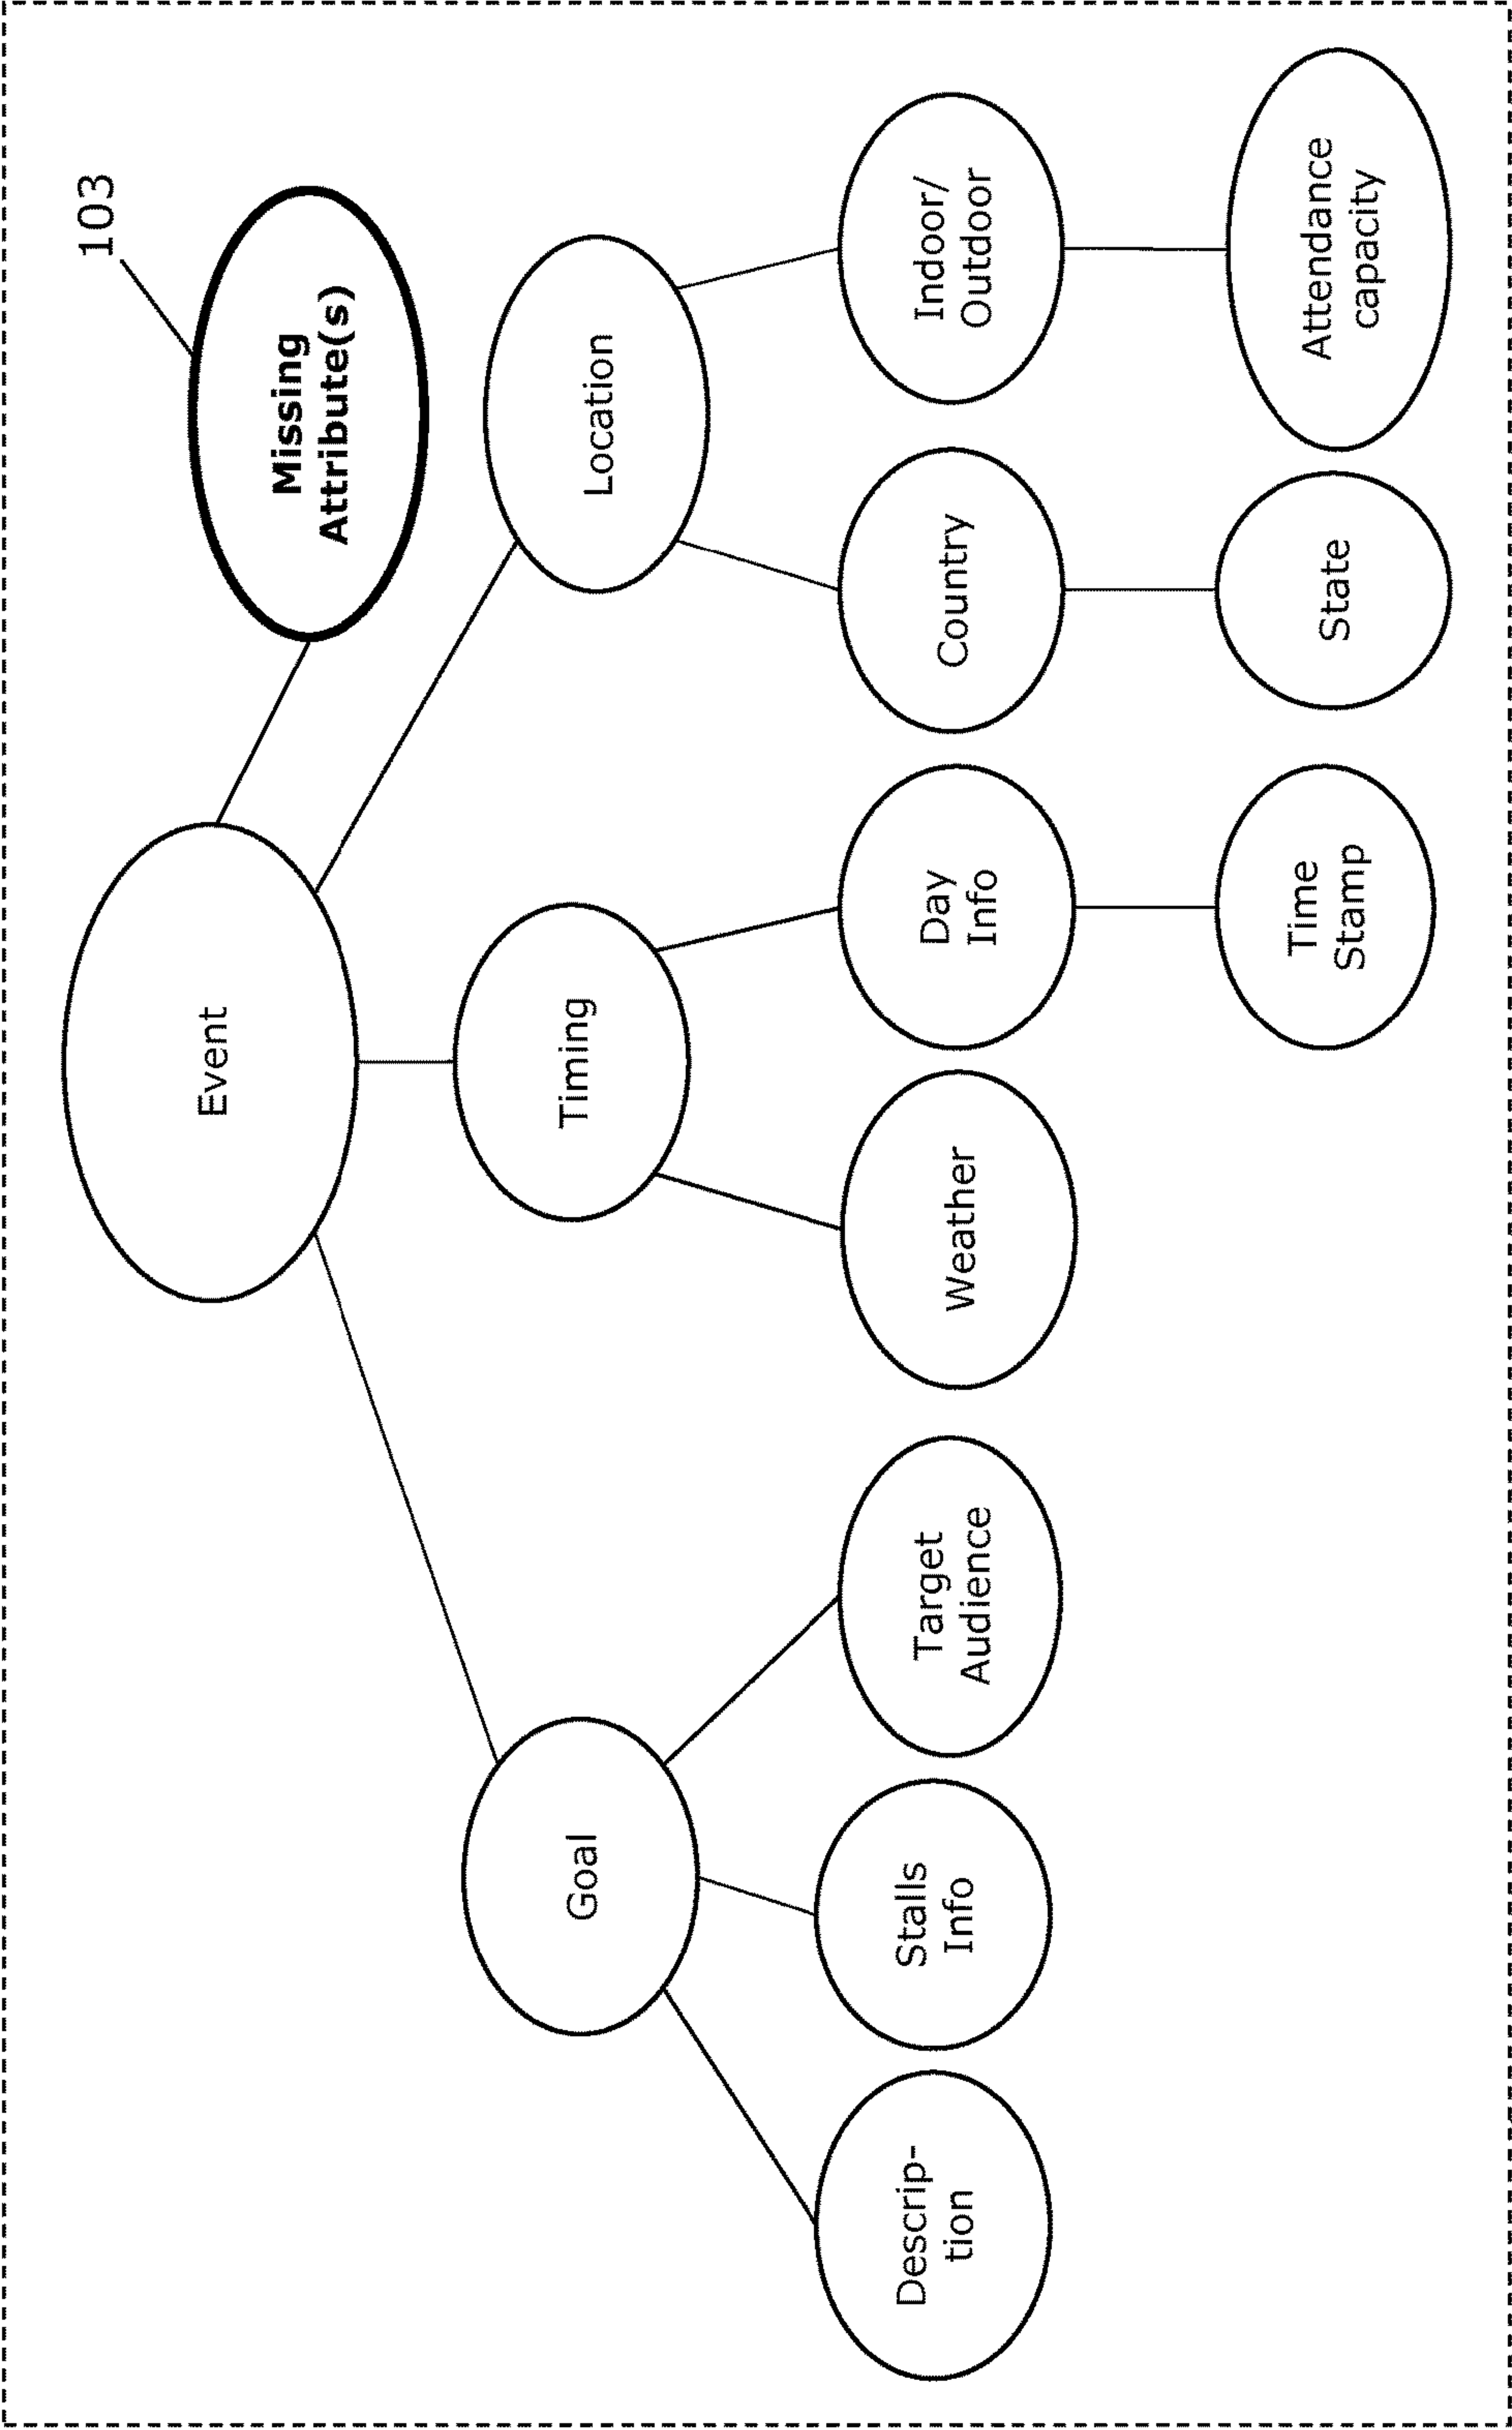 103
Missing
Attribute(s)
Event
Location
Timing
Goal
Indoor/
Outdoor
Country
Day
Info
Weather
Target
Audience
Stalls
Info
Descrip-
tion
Attendance
capacity
State
Time
Stamp